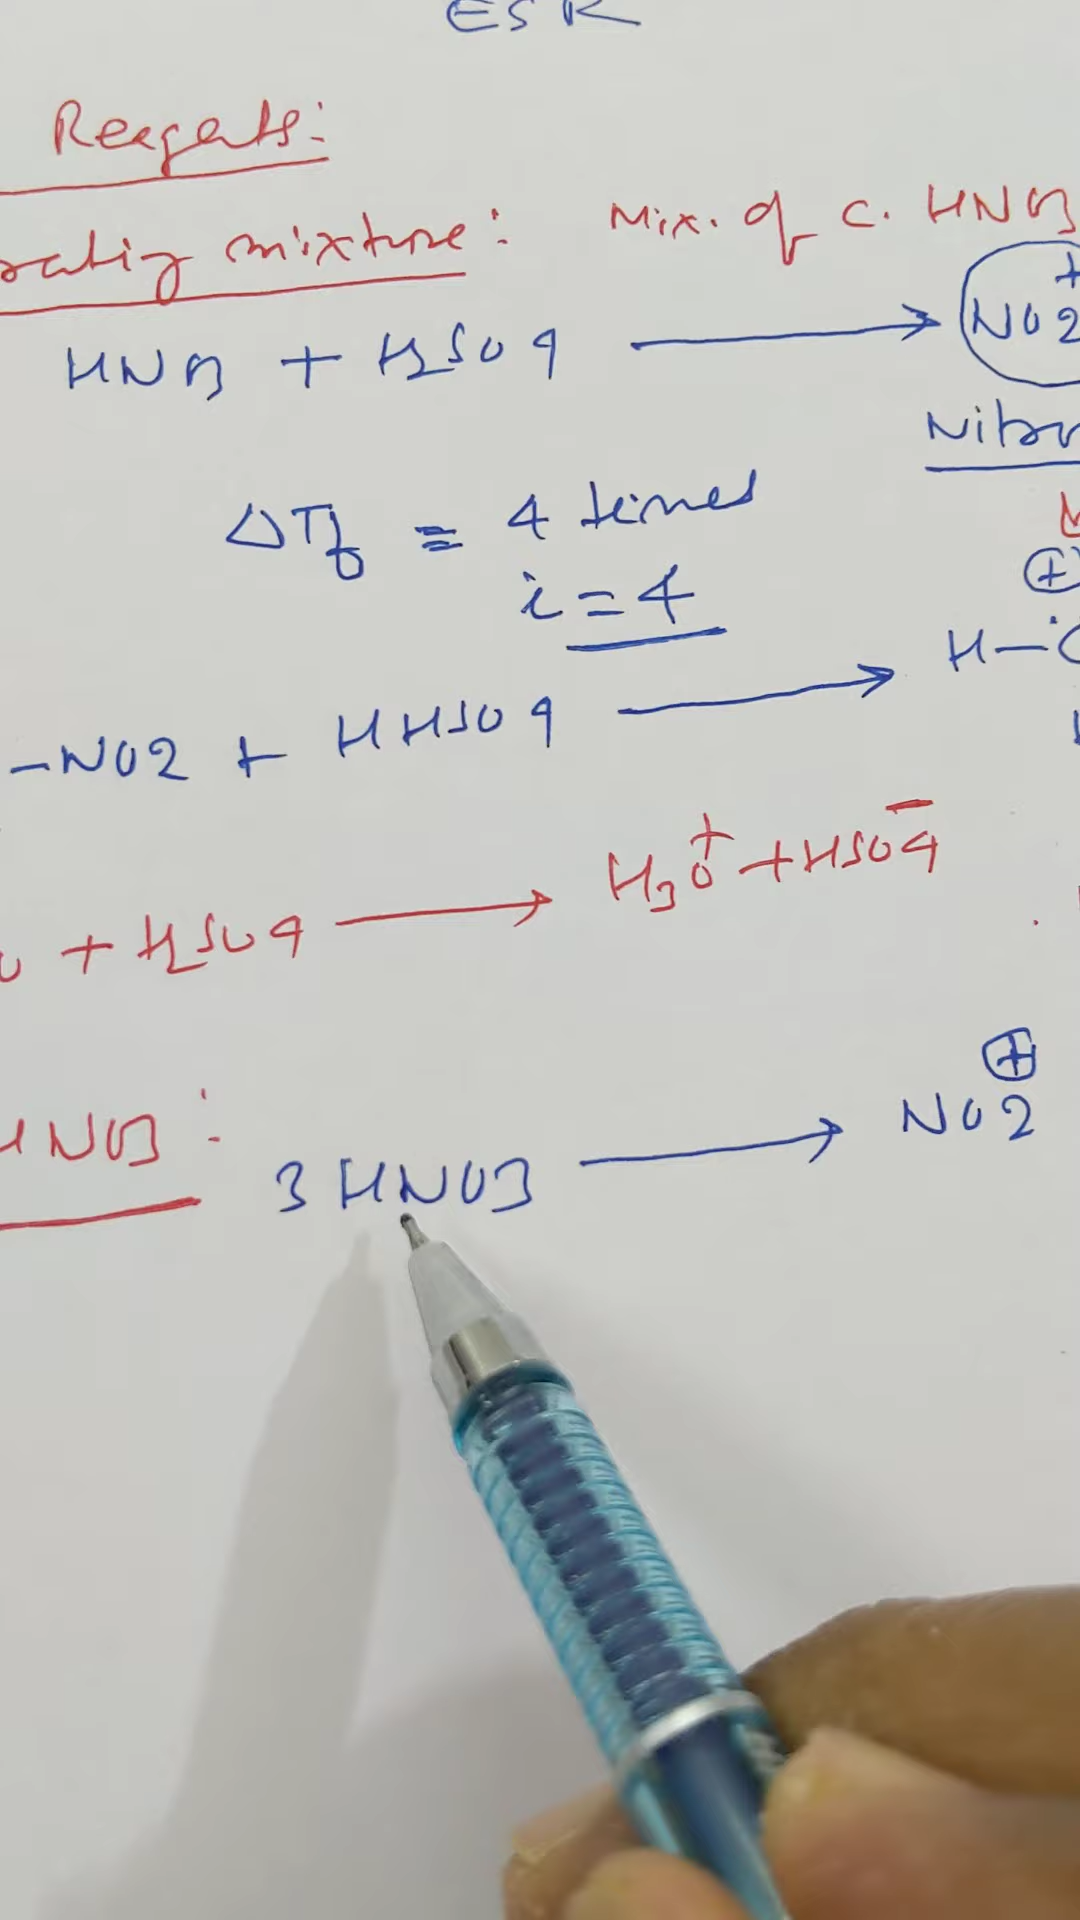 ESR
Reagents:
rating mixture: Mix. of C. HNO3
HNO3 + H2SO4 ⟶ NO2+
Nitro
ΔTf = 4 times
i = 4
⊕
H–
–NO2 + HHSO4 ⟶
O + H2SO4 ⟶ H3O+ + HSO4–
HNO3:
3 HNO3 ⟶ NO2⊕